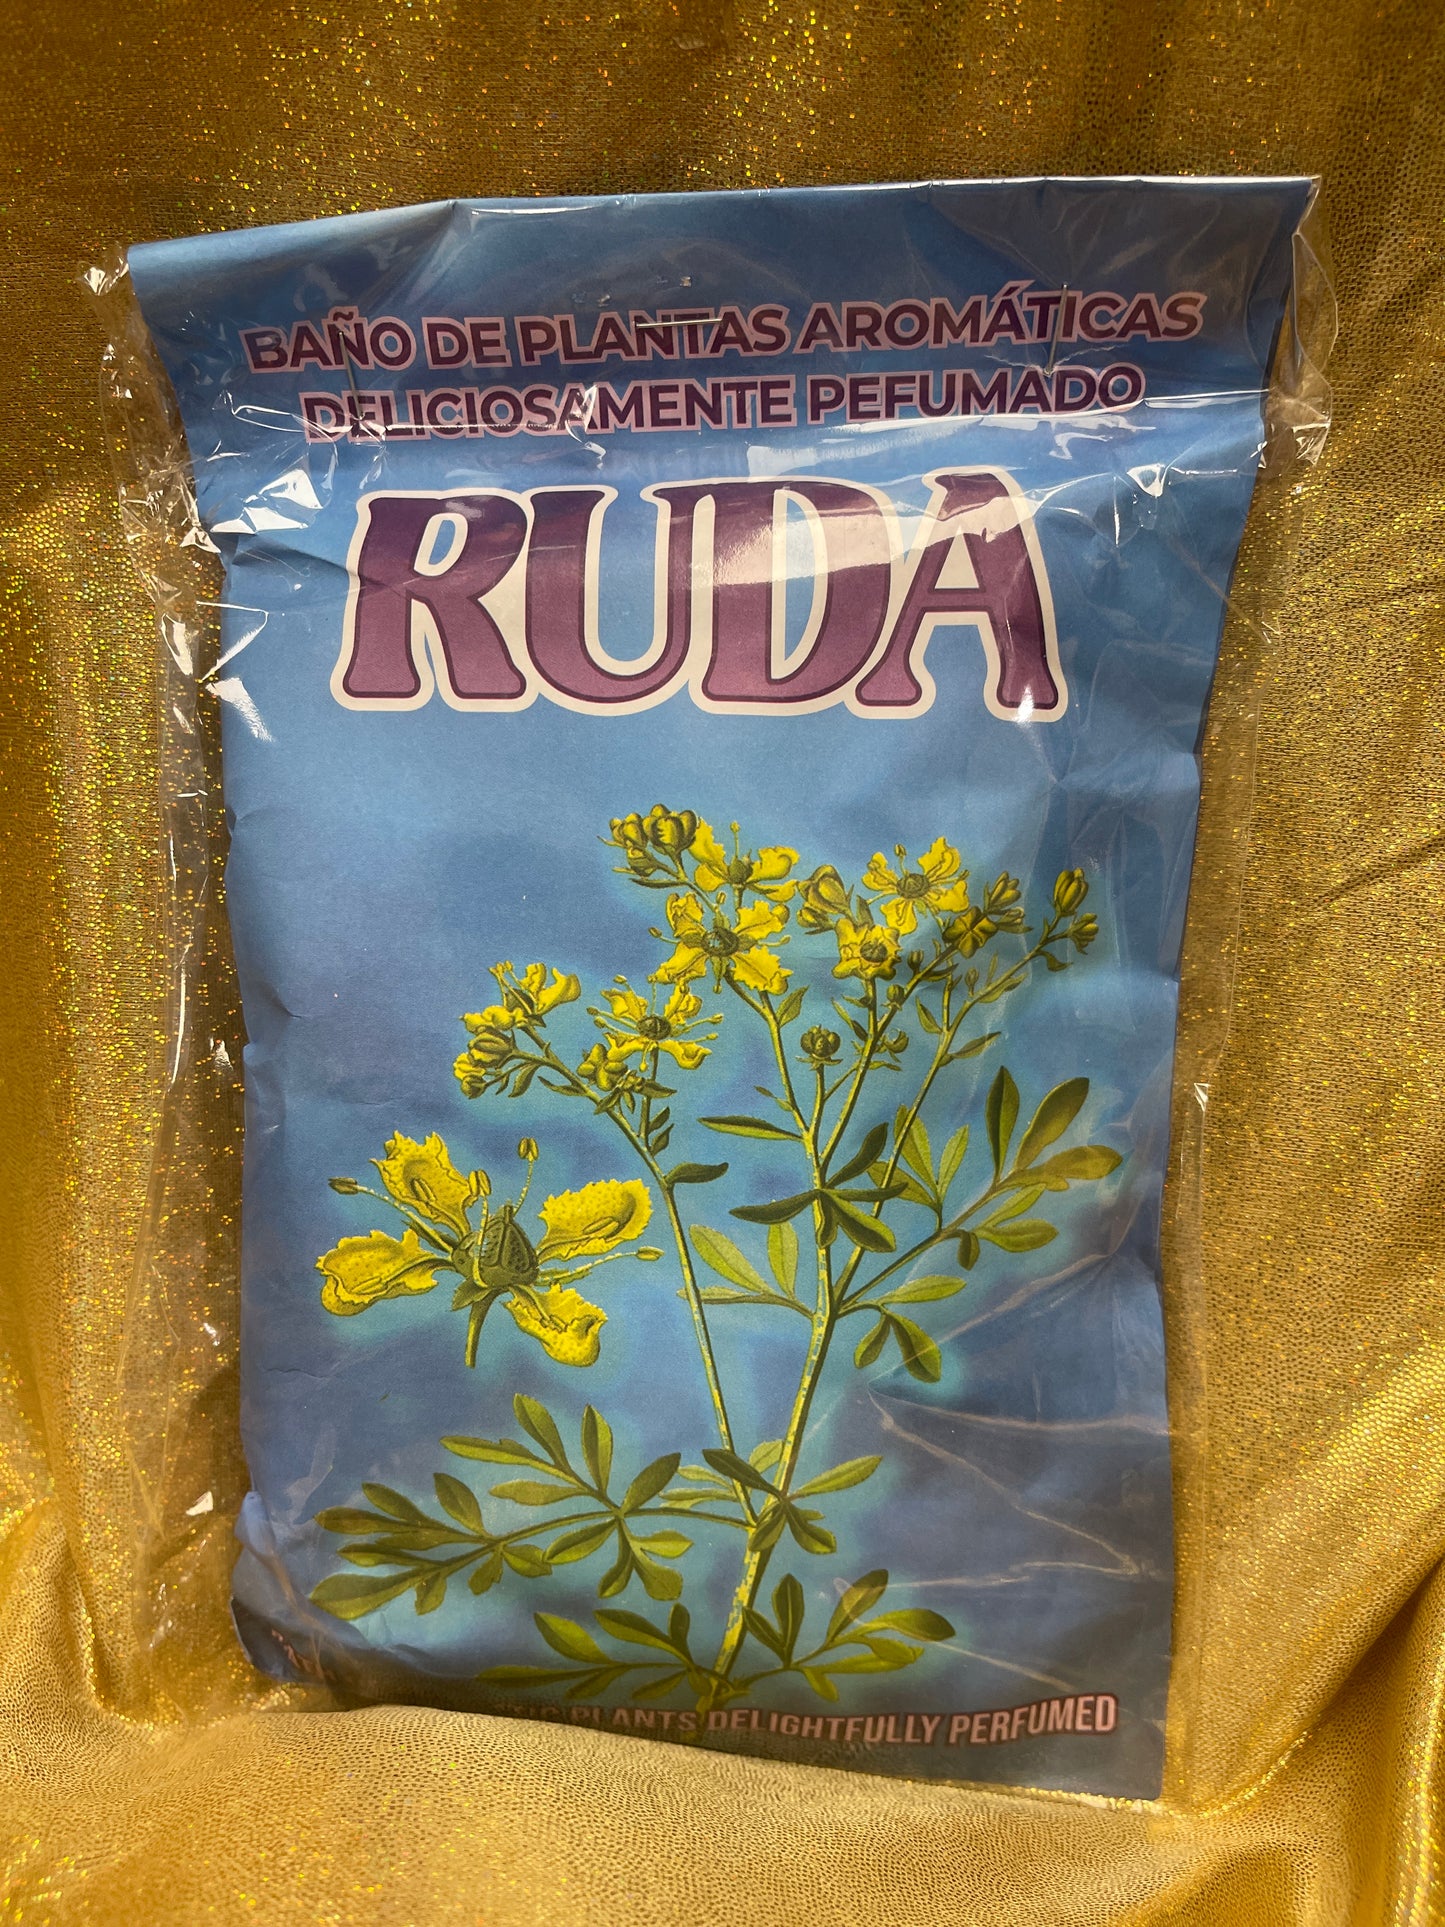 BAÑO DE PLANTAS AROMÁTICAS
DELICIOSAMENTE PEFUMADO
RUDA
PLANTS DELIGHTFULLY PERFUMED